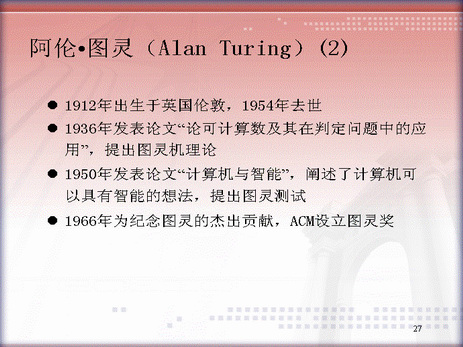 阿伦•图灵（Alan Turing）(2)
● 1912年出生于英国伦敦，1954年去世
● 1936年发表论文“论可计算数及其在判定问题中的应
用”，提出图灵机理论
● 1950年发表论文“计算机与智能”，阐述了计算机可
以具有智能的想法，提出图灵测试
● 1966年为纪念图灵的杰出贡献，ACM设立图灵奖
27